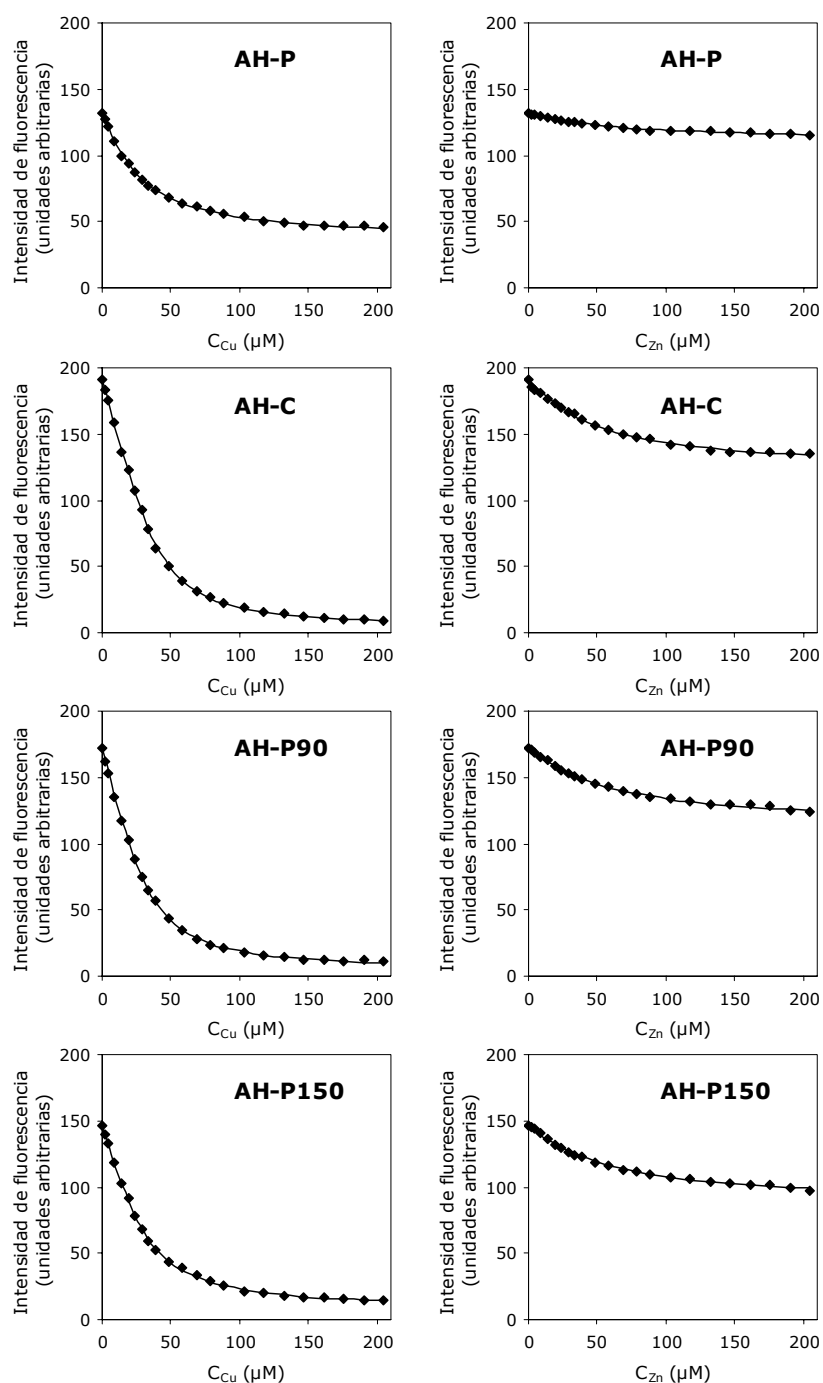 AH-P
Intensidad de fluorescencia
(unidades arbitrarias)
200
150
100
50
0
0 50 100 150 200
C_Cu (µM)
AH-P
Intensidad de fluorescencia
(unidades arbitrarias)
200
150
100
50
0
0 50 100 150 200
C_Zn (µM)
AH-C
Intensidad de fluorescencia
(unidades arbitrarias)
200
150
100
50
0
0 50 100 150 200
C_Cu (µM)
AH-C
Intensidad de fluorescencia
(unidades arbitrarias)
200
150
100
50
0
0 50 100 150 200
C_Zn (µM)
AH-P90
Intensidad de fluorescencia
(unidades arbitrarias)
200
150
100
50
0
0 50 100 150 200
C_Cu (µM)
AH-P90
Intensidad de fluorescencia
(unidades arbitrarias)
200
150
100
50
0
0 50 100 150 200
C_Zn (µM)
AH-P150
Intensidad de fluorescencia
(unidades arbitrarias)
200
150
100
50
0
0 50 100 150 200
C_Cu (µM)
AH-P150
Intensidad de fluorescencia
(unidades arbitrarias)
200
150
100
50
0
0 50 100 150 200
C_Zn (µM)